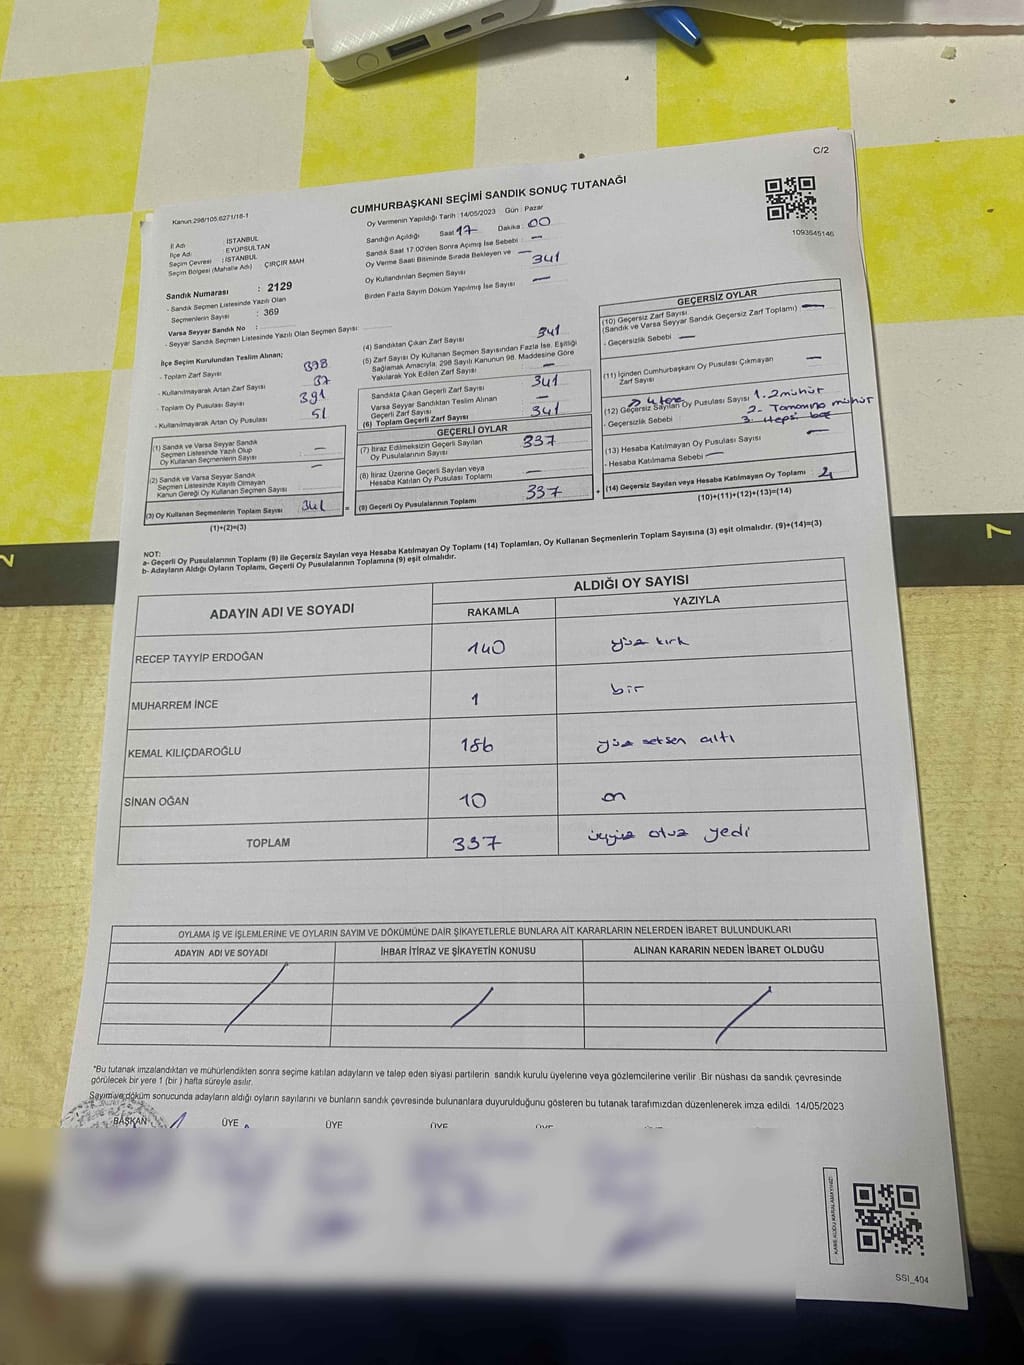 C/2
Kanun:298/105,6271/18-1
CUMHURBAŞKANI SEÇİMİ SANDIK SONUÇ TUTANAĞI
1093645146
İl Adı : İSTANBUL
İlçe Adı : EYÜPSULTAN
Seçim Çevresi : İSTANBUL
Seçim Bölgesi (Mahalle Adı) ÇIRÇIR MAH
Sandık Numarası : 2129
- Sandık Seçmen Listesinde Yazılı Olan
Seçmenlerin Sayısı : 369
Varsa Seyyar Sandık No :
- Seyyar Sandık Seçmen Listesinde Yazılı Olan Seçmen Sayısı:
Oy Vermenin Yapıldığı Tarih :14/05/2023 Gün : Pazar
Sandığın Açıldığı Saat 17 Dakika : 00
Sandık Saat 17.00'den Sonra Açımış İse Sebebi : —
Oy Verme Saati Bitiminde Sırada Bekleyen ve —
Oy Kullandırılan Seçmen Sayısı 341
Birden Fazla Sayım Döküm Yapılmış İse Sayısı —
İlçe Seçim Kurulundan Teslim Alınan;
- Toplam Zarf Sayısı 398
- Kullanılmayarak Artan Zarf Sayısı 37
- Toplam Oy Pusulası Sayısı 391
- Kullanılmayarak Artan Oy Pusulası 51
(1) Sandık ve Varsa Seyyar Sandık
Seçmen Listesinde Yazılı Olup
Oy Kullanan Seçmenlerin Sayısı —
(2) Sandık ve Varsa Seyyar Sandık
Seçmen Listesinde Kayıtlı Olmayan
Kanun Gereği Oy Kullanan Seçmen Sayısı —
(3) Oy Kullanan Seçmenlerin Toplam Sayısı 341 =
(1)+(2)=(3)
(4) Sandıktan Çıkan Zarf Sayısı 341
(5) Zarf Sayısı Oy Kullanan Seçmen Sayısından Fazla İse, Eşitliği
Sağlamak Amacıyla, 298 Sayılı Kanunun 98. Maddesine Göre
Yakılarak Yok Edilen Zarf Sayısı —
Sandıkta Çıkan Geçerli Zarf Sayısı 341
Varsa Seyyar Sandıktan Teslim Alınan
Geçerli Zarf Sayısı —
(6) Toplam Geçerli Zarf Sayısı 341
GEÇERLİ OYLAR
(7) İtiraz Edilmeksizin Geçerli Sayılan
Oy Pusulalarının Sayısı 337
(8) İtiraz Üzerine Geçerli Sayılan veya
Hesaba Katılan Oy Pusulası Toplamı —
(9) Geçerli Oy Pusulalarının Toplamı 337 +
GEÇERSİZ OYLAR
(10) Geçersiz Zarf Sayısı —
(Sandık ve Varsa Seyyar Sandık Geçersiz Zarf Toplamı)
- Geçersizlik Sebebi —
(11) İçinden Cumhurbaşkanı Oy Pusulası Çıkmayan
Zarf Sayısı —
(12) Geçersiz Sayılan Oy Pusulası Sayısı 1. 2 mühür
- Geçersizlik Sebebi 2- Tamamına mühür
3. Hepsi boş
(13) Hesaba Katılmayan Oy Pusulası Sayısı —
- Hesaba Katılmama Sebebi —
(14) Geçersiz Sayılan veya Hesaba Katılmayan Oy Toplamı 4
(10)+(11)+(12)+(13)=(14)
NOT:
a- Geçerli Oy Pusulalarının Toplamı (9) ile Geçersiz Sayılan veya Hesaba Katılmayan Oy Toplamı (14) Toplamları, Oy Kullanan Seçmenlerin Toplam Sayısına (3) eşit olmalıdır. (9)+(14)=(3)
b- Adayların Aldığı Oyların Toplamı, Geçerli Oy Pusulalarının Toplamına (9) eşit olmalıdır.
ADAYIN ADI VE SOYADI ALDIĞI OY SAYISI
RAKAMLA YAZIYLA
RECEP TAYYİP ERDOĞAN 140 yüz kırk
MUHARREM İNCE 1 bir
KEMAL KILIÇDAROĞLU 186 yüz seksen altı
SİNAN OĞAN 10 on
TOPLAM 337 üçyüz otuz yedi
OYLAMA İŞ VE İŞLEMLERİNE VE OYLARIN SAYIM VE DÖKÜMÜNE DAİR ŞİKAYETLERLE BUNLARA AİT KARARLARIN NELERDEN İBARET BULUNDUKLARI
ADAYIN ADI VE SOYADI İHBAR İTİRAZ VE ŞİKAYETİN KONUSU ALINAN KARARIN NEDEN İBARET OLDUĞU
*Bu tutanak imzalandıktan ve mühürlendikten sonra seçime katılan adayların ve talep eden siyasi partilerin sandık kurulu üyelerine veya gözlemcilerine verilir .Bir nüshası da sandık çevresinde
görülecek bir yere 1 (bir ) hafta süreyle asılır.
Sayım ve döküm sonucunda adayların aldığı oyların sayılarını ve bunların sandık çevresinde bulunanlara duyurulduğunu gösteren bu tutanak tarafımızdan düzenlenerek imza edildi. 14/05/2023
BAŞKAN ÜYE ÜYE ÜYE ÜYE
SSI_404
7
2